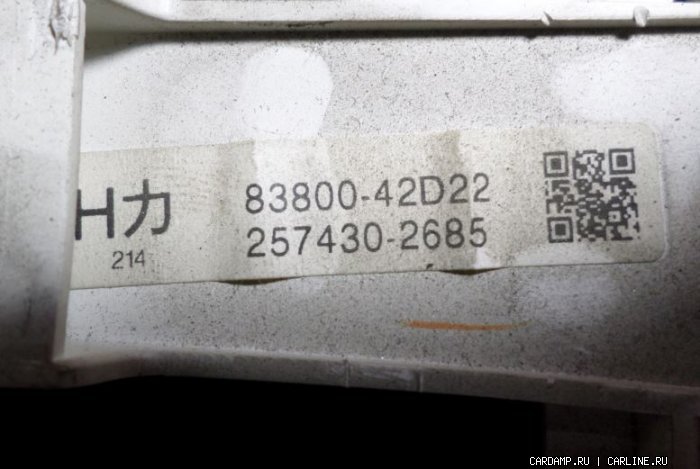 Hカ
214
83800-42D22
257430-2685
CARDAMP.RU | CARLINE.RU